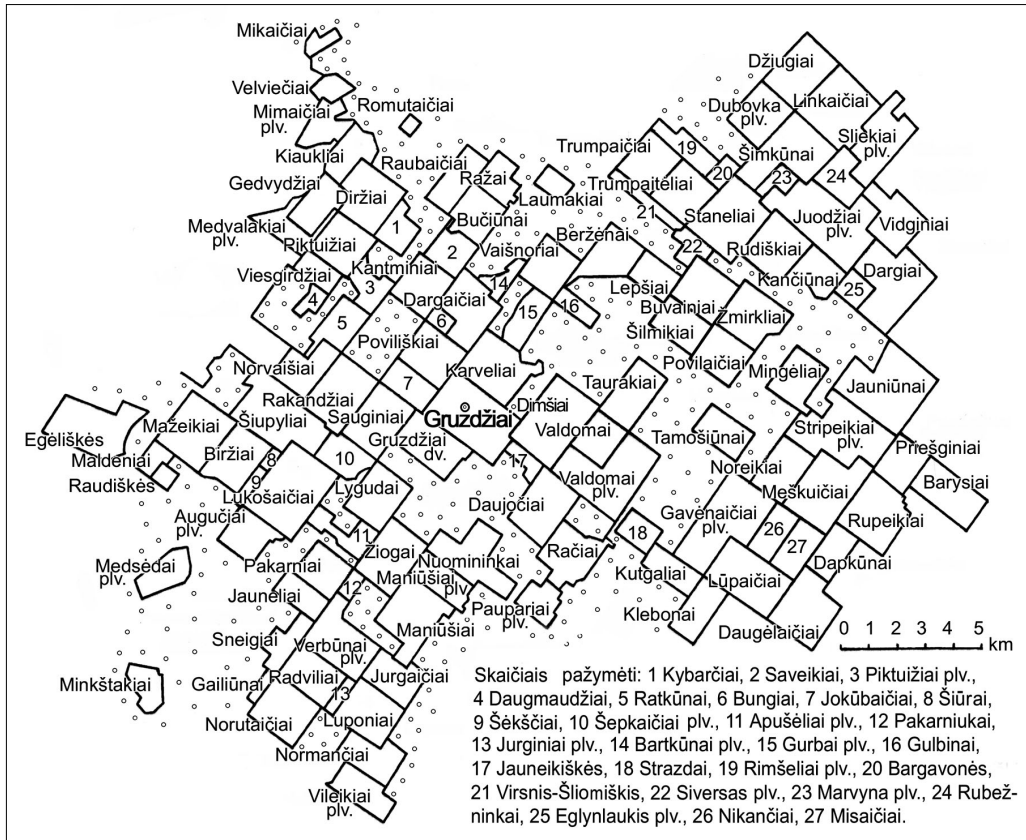 Mikaičiai
Džiugiai
Velviečiai
Linkaičiai
Romutaičiai
Dubovka
plv.
Mimaičiai
plv.
Sliekiai
plv.
Trumpaičiai
19
Šimkūnai
Kiaukliai
Raubaičiai
Ražai
20
23
24
Gedvydžiai
Diržiai
Laumakiai
Trumpaitėliai
Medvalakiai
plv.
1
Bučiūnai
21
Staneliai
Juodžiai
plv.
Vidginiai
Piktuižiai
2
Vaišnoriai
Beržėnai
22
Rudiškiai
Viesgirdžiai
Kantminiai
Kančiūnai
Dargiai
4
3
Dargaičiai
14
Lepšiai
25
5
6
15
16
Buvainiai
Žmirkliai
Poviliškiai
Šilmikiai
Norvaišiai
Karveliai
Povilaičiai
Mingėliai
7
Taurakiai
Jauniūnai
Rakandžiai
Dimšiai
Egėliškės
Mažeikiai
Šiupyliai
Sauginiai
Gruzdžiai
Valdomai
Tamošiūnai
Stripeikiai
plv.
Gruzdžiai
dv.
Priešginiai
Maldeniai
Biržiai
8
10
17
Noreikiai
Raudiškės
9
Lygudai
Valdomai
plv.
Meškuičiai
Barysiai
Lukošaičiai
Daujočiai
Gavėnaičiai
plv.
Augučiai
plv.
11
18
26
Rupeikiai
Žiogai
Nuomininkai
Račiai
27
Medsėdai
plv.
Pakarniai
Maniūšiai
plv.
Kutgaliai
Lūpaičiai
Dapkūnai
Jauneliai
12
Paupariai
plv.
Klebonai
Sneigiai
Maniūšiai
Daugėlaičiai
Verbūnai
plv.
0 1 2 3 4 5 km
Minkštakiai
Gailiūnai
Radviliai
Jurgaičiai
13
Norutaičiai
Luponiai
Normančiai
Vileikiai
plv.
Skaičiais pažymėti: 1 Kybarčiai, 2 Saveikiai, 3 Piktuižiai plv.,
4 Daugmaudžiai, 5 Ratkūnai, 6 Bungiai, 7 Jokūbaičiai, 8 Šiūrai,
9 Šėkščiai, 10 Šepkaičiai plv., 11 Apušėliai plv., 12 Pakarniukai,
13 Jurginiai plv., 14 Bartkūnai plv., 15 Gurbai plv., 16 Gulbinai,
17 Jauneikiškės, 18 Strazdai, 19 Rimšeliai plv., 20 Bargavonės,
21 Virsnis-Šliomiškis, 22 Siversas plv., 23 Marvyna plv., 24 Rubež-
ninkai, 25 Eglynlaukis plv., 26 Nikančiai, 27 Misaičiai.